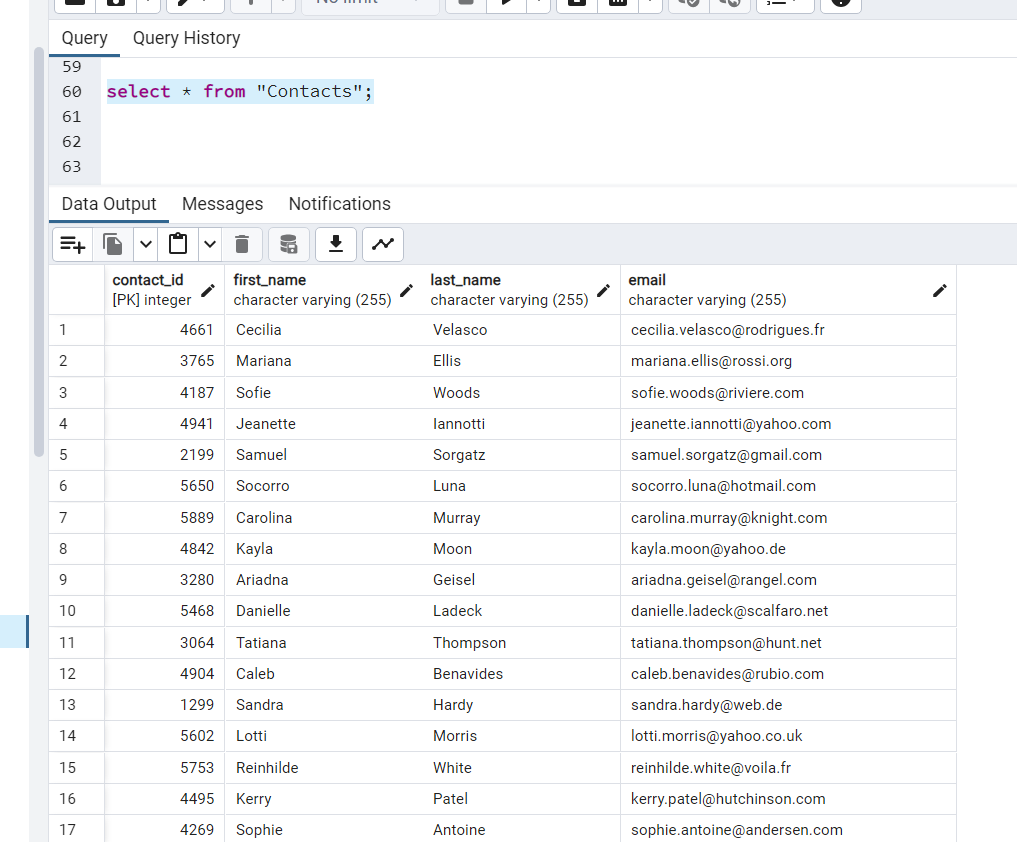 No limit
Query Query History
59
60 select * from "Contacts";
61
62
63
Data Output Messages Notifications
contact_id first_name last_name email
[PK] integer character varying (255) character varying (255) character varying (255)
1 4661 Cecilia Velasco cecilia.velasco@rodrigues.fr
2 3765 Mariana Ellis mariana.ellis@rossi.org
3 4187 Sofie Woods sofie.woods@riviere.com
4 4941 Jeanette Iannotti jeanette.iannotti@yahoo.com
5 2199 Samuel Sorgatz samuel.sorgatz@gmail.com
6 5650 Socorro Luna socorro.luna@hotmail.com
7 5889 Carolina Murray carolina.murray@knight.com
8 4842 Kayla Moon kayla.moon@yahoo.de
9 3280 Ariadna Geisel ariadna.geisel@rangel.com
10 5468 Danielle Ladeck danielle.ladeck@scalfaro.net
11 3064 Tatiana Thompson tatiana.thompson@hunt.net
12 4904 Caleb Benavides caleb.benavides@rubio.com
13 1299 Sandra Hardy sandra.hardy@web.de
14 5602 Lotti Morris lotti.morris@yahoo.co.uk
15 5753 Reinhilde White reinhilde.white@voila.fr
16 4495 Kerry Patel kerry.patel@hutchinson.com
17 4269 Sophie Antoine sophie.antoine@andersen.com